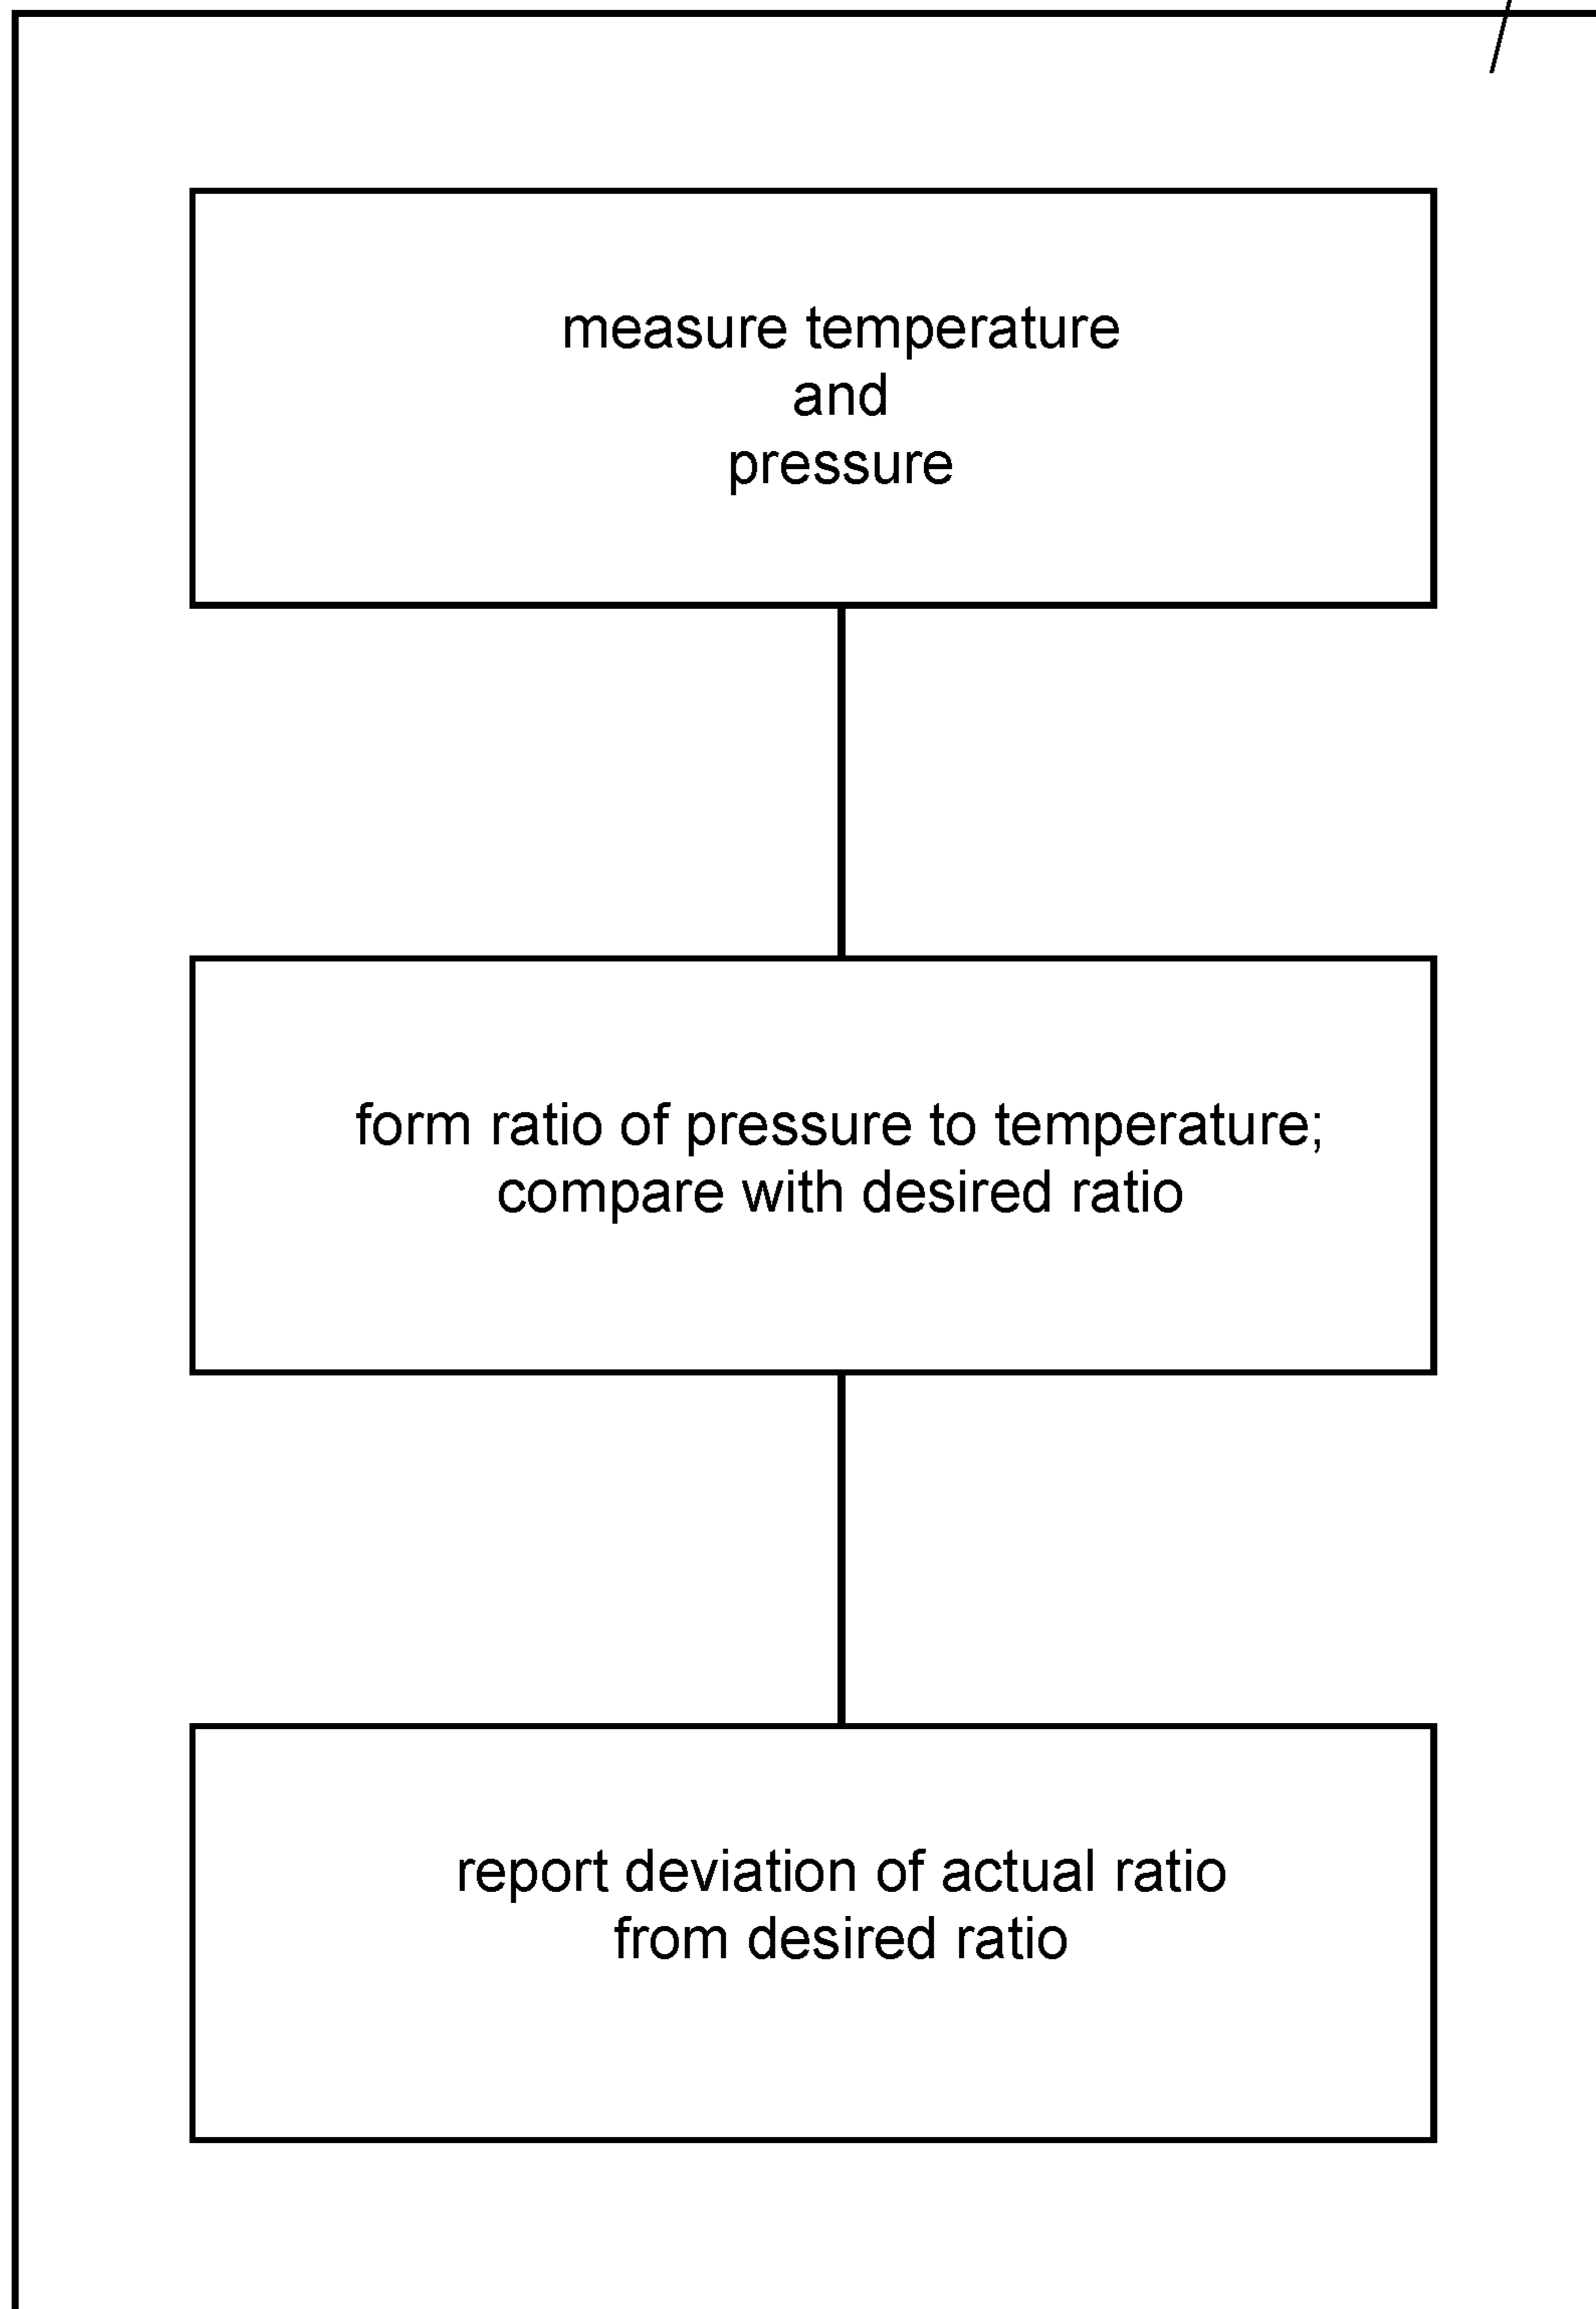 measure temperature
and
pressure
form ratio of pressure to temperature;
compare with desired ratio
report deviation of actual ratio
from desired ratio